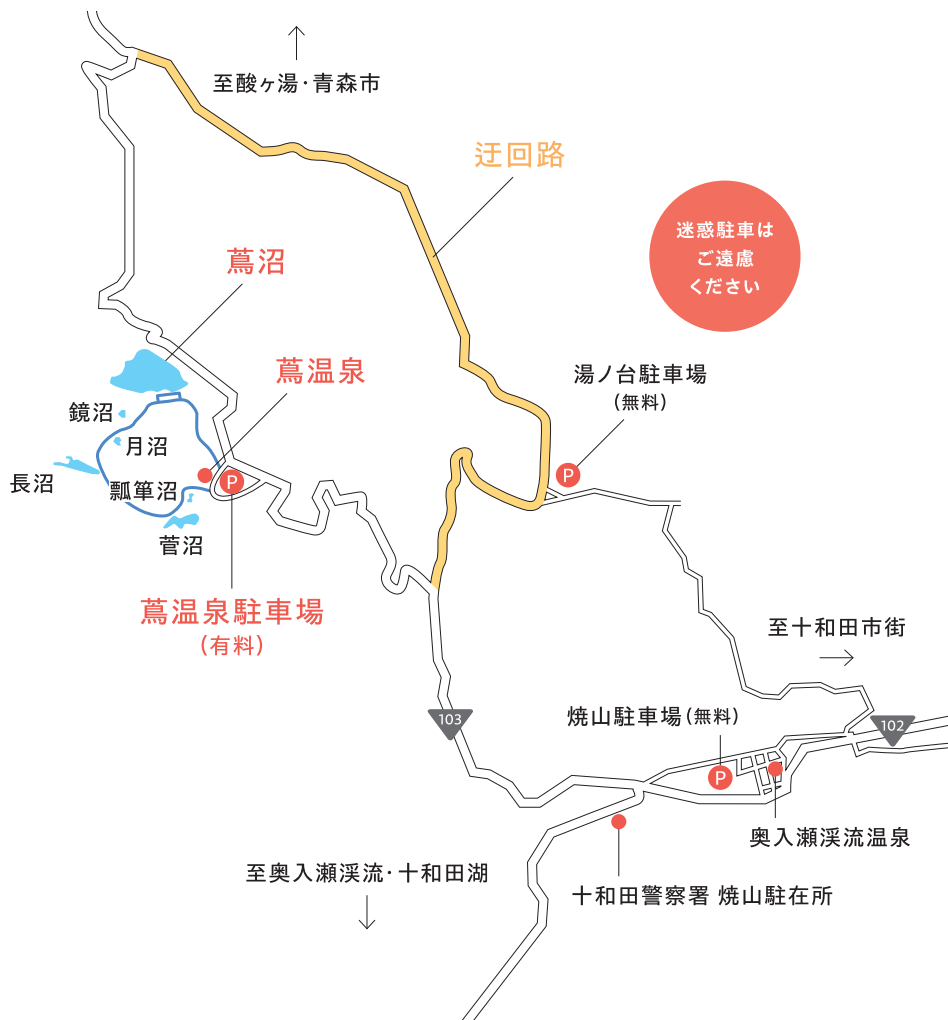 至酸ヶ湯・青森市
迂回路
迷惑駐車は
ご遠慮
ください
蔦沼
蔦温泉
湯ノ台駐車場
(無料)
鏡沼
月沼
長沼
瓢箪沼
菅沼
P
P
蔦温泉駐車場
(有料)
至十和田市街
103
焼山駐車場(無料)
102
P
奥入瀬渓流温泉
至奥入瀬渓流・十和田湖
十和田警察署 焼山駐在所